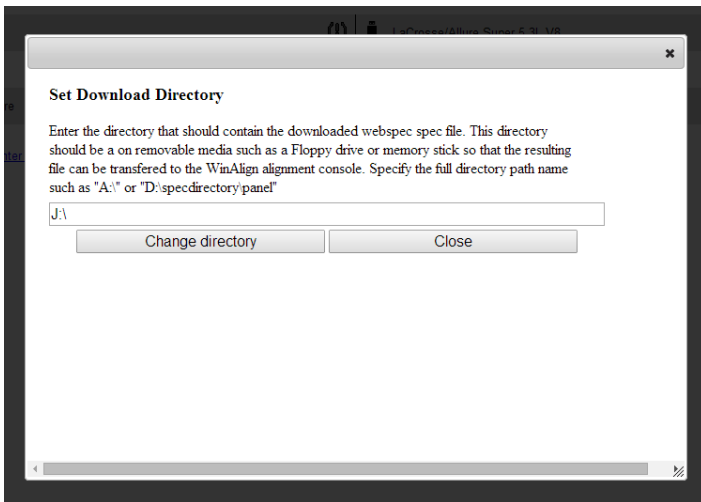 LaCrosse/Allure Super 5.3L V8
Set Download Directory
Enter the directory that should contain the downloaded webspec spec file. This directory
should be a on removable media such as a Floppy drive or memory stick so that the resulting
file can be transfered to the WinAlign alignment console. Specify the full directory path name
such as "A:\" or "D:\specdirectory\panel"
J:\
Change directory
Close